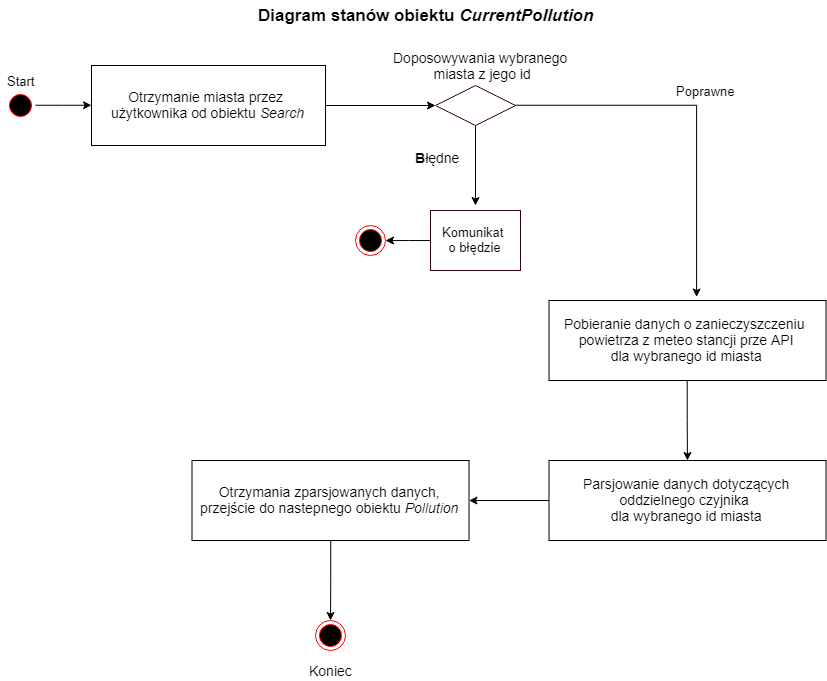 Diagram stanów obiektu CurrentPollution
Start
Otrzymanie miasta przez
użytkownika od obiektu Search
Doposowywania wybranego
miasta z jego id
Poprawne
Błędne
Komunikat
o błędzie
Pobieranie danych o zanieczyszczeniu
powietrza z meteo stancji prze API
dla wybranego id miasta
Parsjowanie danych dotyczących
oddzielnego czyjnika
dla wybranego id miasta
Otrzymania zparsjowanych danych,
przejście do nastepnego obiektu Pollution
Koniec